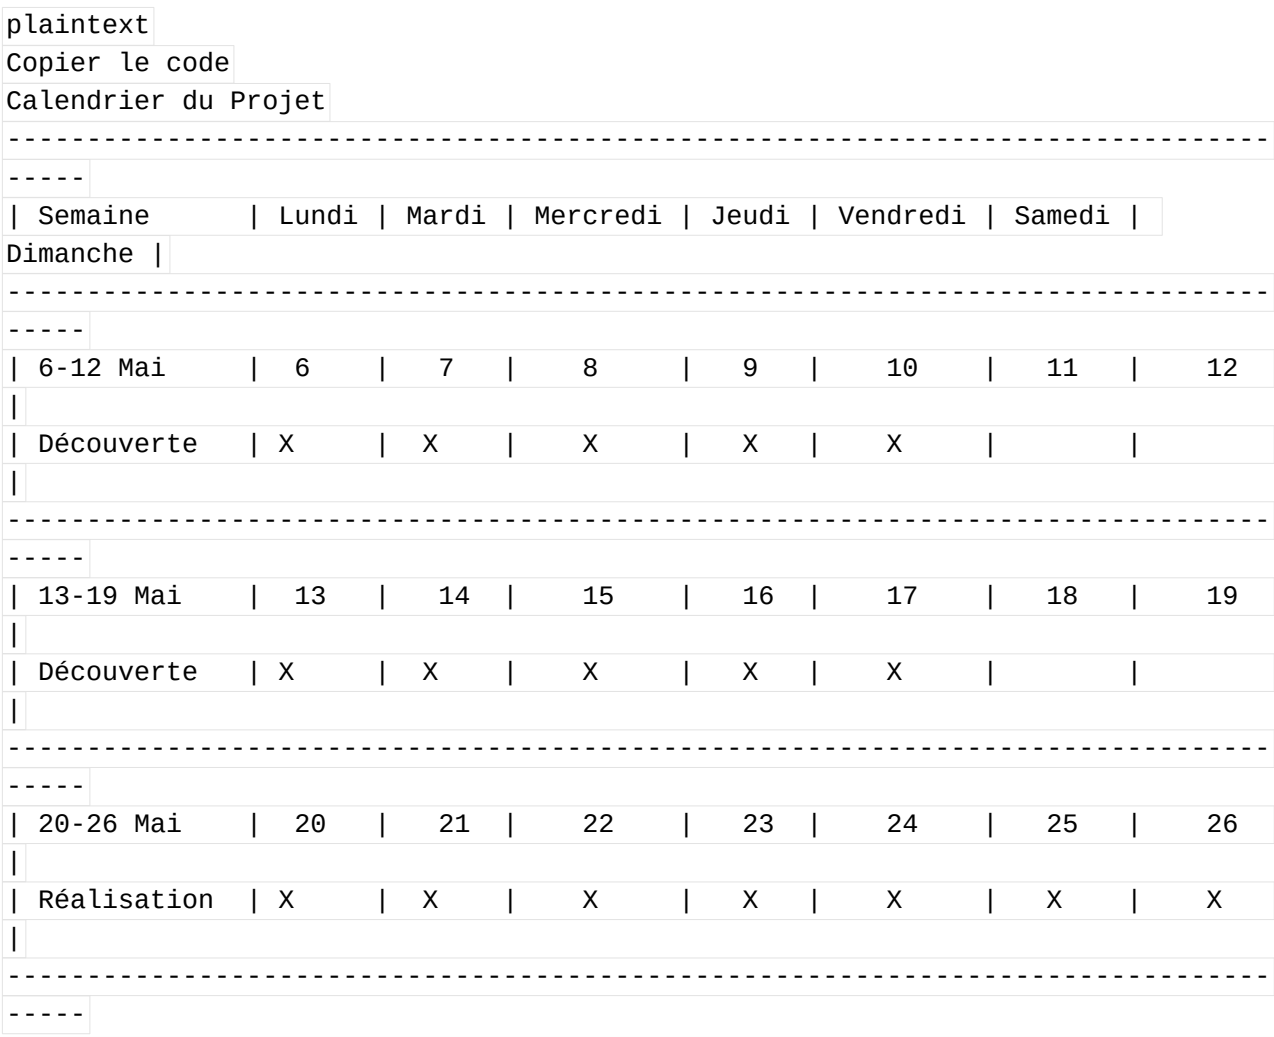 plaintext
Copier le code
Calendrier du Projet
-------------------------------------------------------------------------------
-----
| Semaine      | Lundi | Mardi | Mercredi | Jeudi | Vendredi | Samedi |
Dimanche |
-------------------------------------------------------------------------------
-----
| 6-12 Mai     |  6    |   7   |    8     |   9   |    10    |   11   |    12
|
| Découverte   | X     |  X    |    X     |   X   |    X     |        |
|
-------------------------------------------------------------------------------
-----
| 13-19 Mai    |  13   |   14  |    15    |   16  |    17    |   18   |    19
|
| Découverte   | X     |  X    |    X     |   X   |    X     |        |
|
-------------------------------------------------------------------------------
-----
| 20-26 Mai    |  20   |   21  |    22    |   23  |    24    |   25   |    26
|
| Réalisation  | X     |  X    |    X     |   X   |    X     |   X    |    X
|
-------------------------------------------------------------------------------
-----